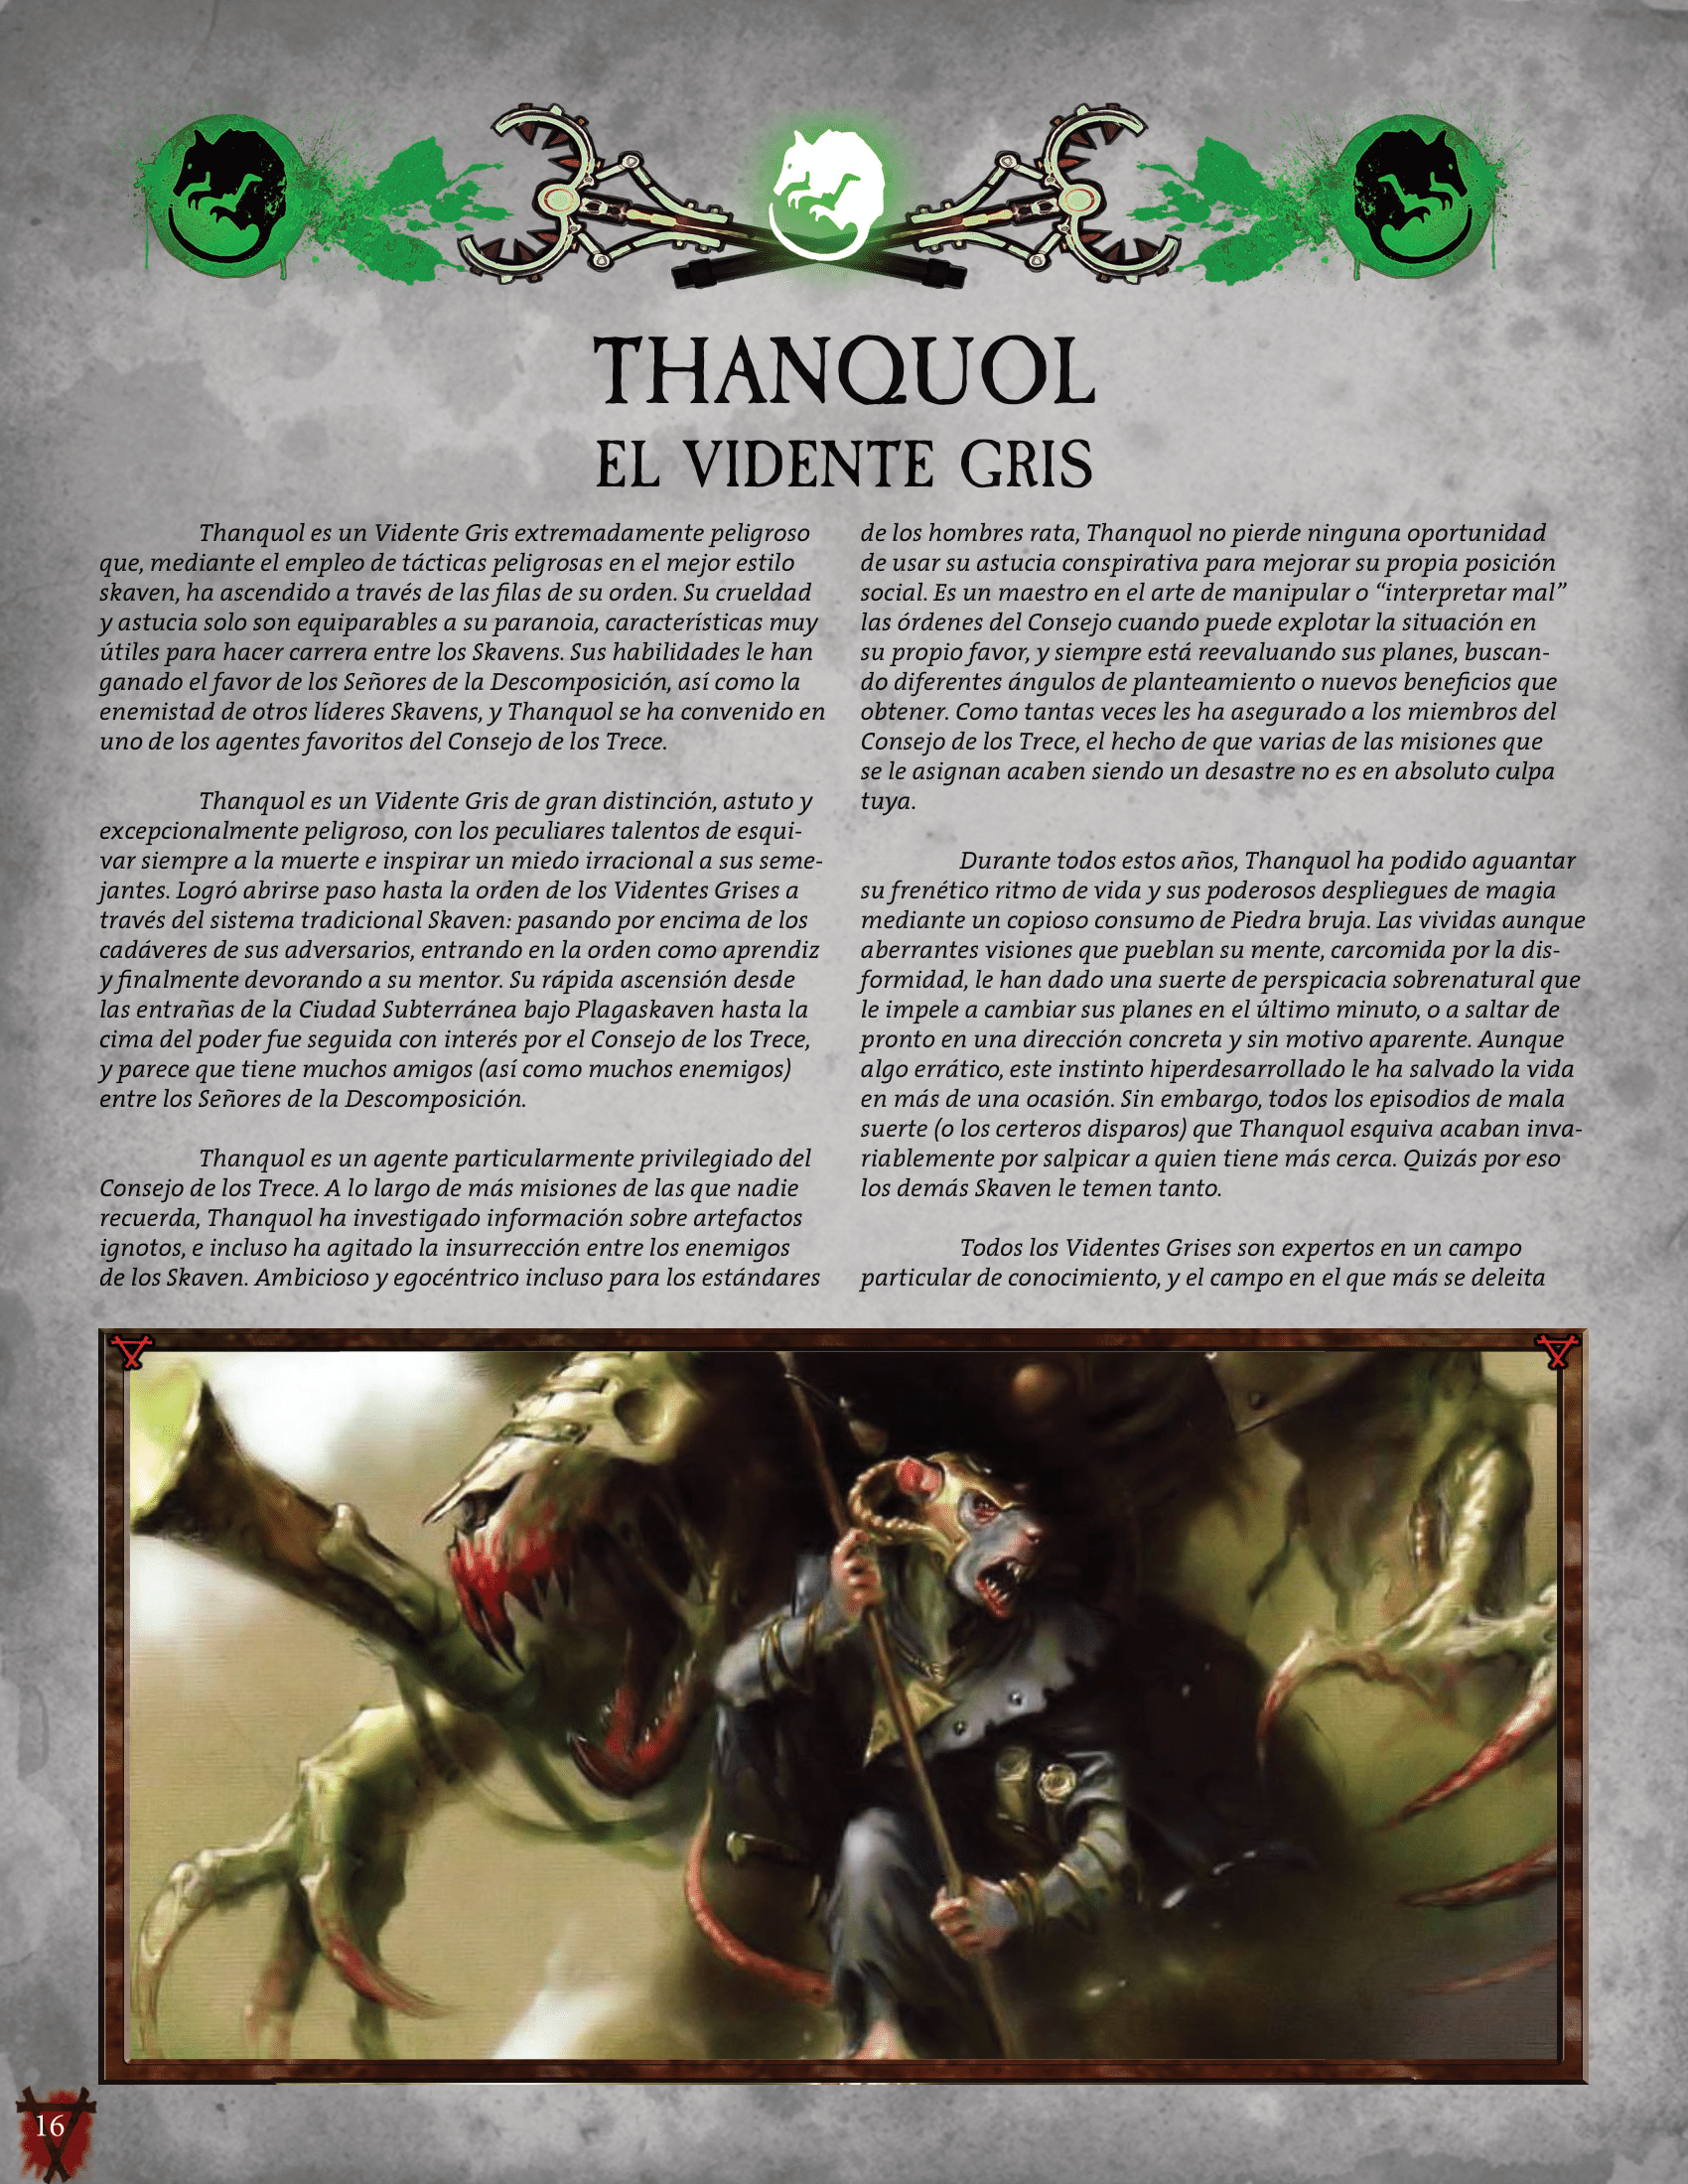 THANQUOL
EL VIDENTE GRIS
Thanquol es un Vidente Gris extremadamente peligroso
que, mediante el empleo de tácticas peligrosas en el mejor estilo
skaven, ha ascendido a través de las filas de su orden. Su crueldad
y astucia solo son equiparables a su paranoia, características muy
útiles para hacer carrera entre los Skavens. Sus habilidades le han
ganado el favor de los Señores de la Descomposición, así como la
enemistad de otros líderes Skavens, y Thanquol se ha convenido en
uno de los agentes favoritos del Consejo de los Trece.
Thanquol es un Vidente Gris de gran distinción, astuto y
excepcionalmente peligroso, con los peculiares talentos de esqui-
var siempre a la muerte e inspirar un miedo irracional a sus seme-
jantes. Logró abrirse paso hasta la orden de los Videntes Grises a
través del sistema tradicional Skaven: pasando por encima de los
cadáveres de sus adversarios, entrando en la orden como aprendiz
y finalmente devorando a su mentor. Su rápida ascensión desde
las entrañas de la Ciudad Subterránea bajo Plagaskaven hasta la
cima del poder fue seguida con interés por el Consejo de los Trece,
y parece que tiene muchos amigos (así como muchos enemigos)
entre los Señores de la Descomposición.
Thanquol es un agente particularmente privilegiado del
Consejo de los Trece. A lo largo de más misiones de las que nadie
recuerda, Thanquol ha investigado información sobre artefactos
ignotos, e incluso ha agitado la insurrección entre los enemigos
de los Skaven. Ambicioso y egocéntrico incluso para los estándares
de los hombres rata, Thanquol no pierde ninguna oportunidad
de usar su astucia conspirativa para mejorar su propia posición
social. Es un maestro en el arte de manipular o “interpretar mal”
las órdenes del Consejo cuando puede explotar la situación en
su propio favor, y siempre está reevaluando sus planes, buscan-
do diferentes ángulos de planteamiento o nuevos beneficios que
obtener. Como tantas veces les ha asegurado a los miembros del
Consejo de los Trece, el hecho de que varias de las misiones que
se le asignan acaben siendo un desastre no es en absoluto culpa
tuya.
Durante todos estos años, Thanquol ha podido aguantar
su frenético ritmo de vida y sus poderosos despliegues de magia
mediante un copioso consumo de Piedra bruja. Las vividas aunque
aberrantes visiones que pueblan su mente, carcomida por la dis-
formidad, le han dado una suerte de perspicacia sobrenatural que
le impele a cambiar sus planes en el último minuto, o a saltar de
pronto en una dirección concreta y sin motivo aparente. Aunque
algo errático, este instinto hiperdesarrollado le ha salvado la vida
en más de una ocasión. Sin embargo, todos los episodios de mala
suerte (o los certeros disparos) que Thanquol esquiva acaban inva-
riablemente por salpicar a quien tiene más cerca. Quizás por eso
los demás Skaven le temen tanto.
Todos los Videntes Grises son expertos en un campo
particular de conocimiento, y el campo en el que más se deleita
16